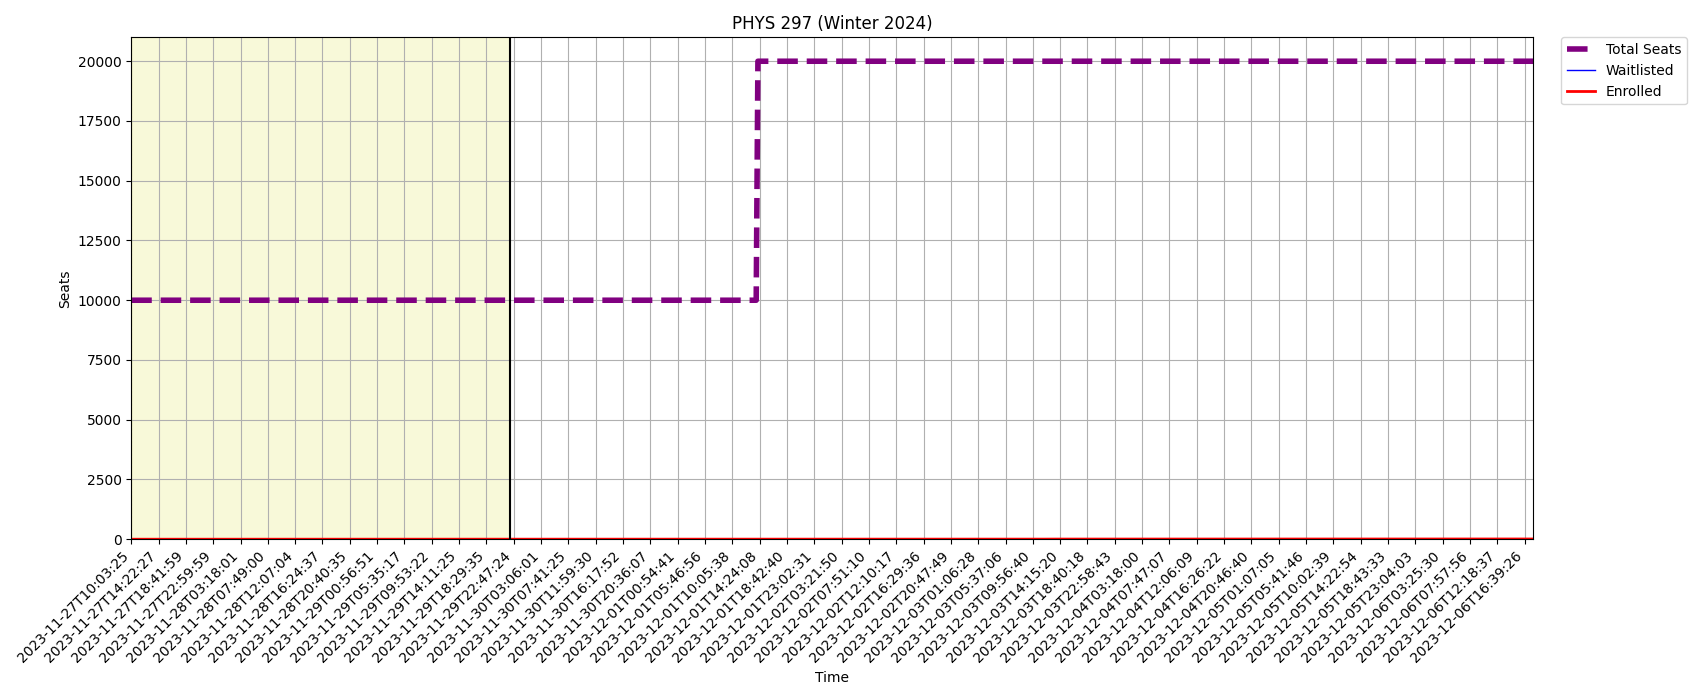 PHYS 297 (Winter 2024)
Total Seats
Waitlisted
Enrolled
20000
17500
15000
12500
10000
7500
5000
2500
0
Seats
2023-11-27T10:03:25
2023-11-27T14:22:27
2023-11-27T18:41:59
2023-11-27T22:59:59
2023-11-28T03:18:01
2023-11-28T07:49:00
2023-11-28T12:07:04
2023-11-28T16:24:37
2023-11-28T20:40:35
2023-11-29T00:56:51
2023-11-29T05:35:17
2023-11-29T09:53:22
2023-11-29T14:11:25
2023-11-29T18:29:35
2023-11-29T22:47:24
2023-11-30T03:06:01
2023-11-30T07:41:25
2023-11-30T11:59:30
2023-11-30T16:17:52
2023-11-30T20:36:07
2023-12-01T00:54:41
2023-12-01T05:46:56
2023-12-01T10:05:38
2023-12-01T14:24:08
2023-12-01T18:42:40
2023-12-01T23:02:31
2023-12-02T03:21:50
2023-12-02T07:51:10
2023-12-02T12:10:17
2023-12-02T16:29:36
2023-12-02T20:47:49
2023-12-03T01:06:28
2023-12-03T05:37:06
2023-12-03T09:56:40
2023-12-03T14:15:20
2023-12-03T18:40:18
2023-12-03T22:58:43
2023-12-04T03:18:00
2023-12-04T07:47:07
2023-12-04T12:06:09
2023-12-04T16:26:22
2023-12-04T20:46:40
2023-12-05T01:07:05
2023-12-05T05:41:46
2023-12-05T10:02:39
2023-12-05T14:22:54
2023-12-05T18:43:33
2023-12-05T23:04:03
2023-12-06T03:25:30
2023-12-06T07:57:56
2023-12-06T12:18:37
2023-12-06T16:39:26
Time